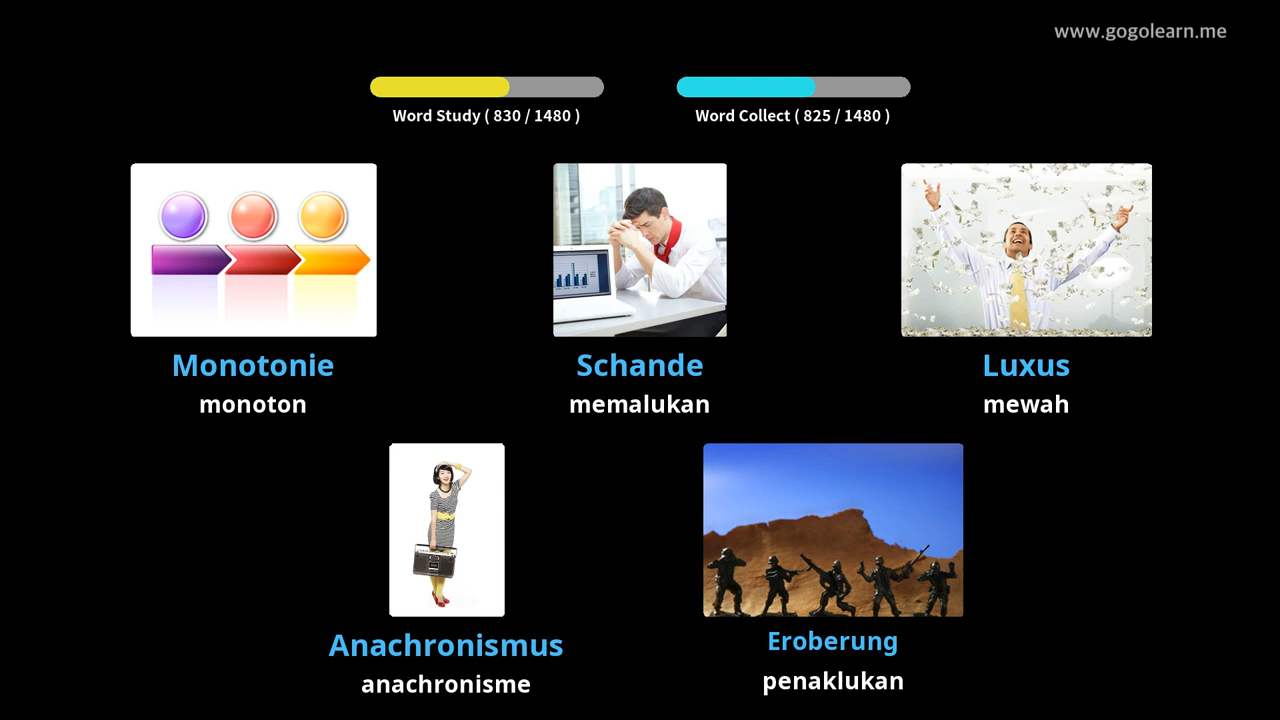 www.gogolearn.me
Word Study ( 830 / 1480 )
Word Collect ( 825 / 1480 )
Monotonie
monoton
Schande
memalukan
Luxus
mewah
Anachronismus
anachronisme
Eroberung
penaklukan